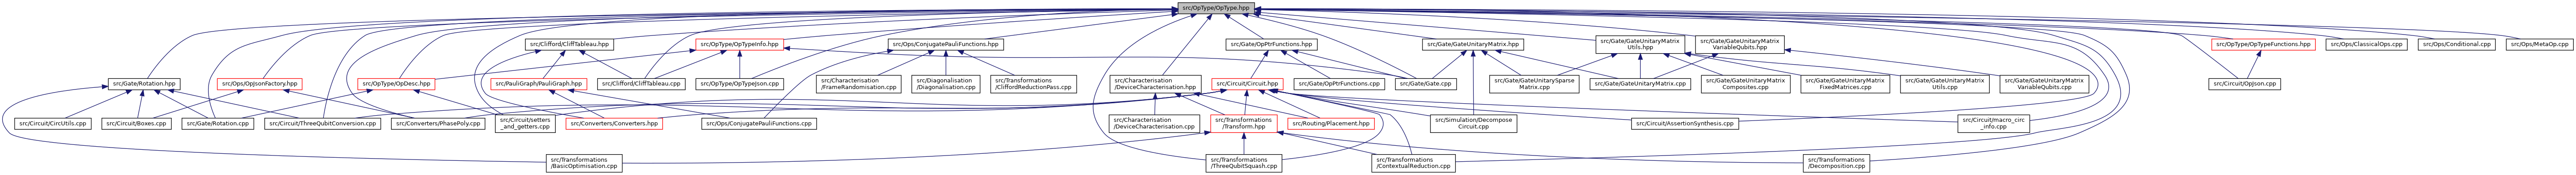 src/OpType/OpType.hpp
src/Clifford/CliffTableau.hpp
src/OpType/OpTypeInfo.hpp
src/Ops/ConjugatePauliFunctions.hpp
src/Gate/OpPtrFunctions.hpp
src/Gate/GateUnitaryMatrix.hpp
src/Gate/GateUnitaryMatrix
Utils.hpp
src/Gate/GateUnitaryMatrix
VariableQubits.hpp
src/OpType/OpTypeFunctions.hpp
src/Ops/ClassicalOps.cpp
src/Ops/Conditional.cpp
src/Ops/MetaOp.cpp
src/Gate/Rotation.hpp
src/Ops/OpJsonFactory.hpp
src/OpType/OpDesc.hpp
src/PauliGraph/PauliGraph.hpp
src/Clifford/CliffTableau.cpp
src/OpType/OpTypeJson.cpp
src/Characterisation
/FrameRandomisation.cpp
src/Diagonalisation
/Diagonalisation.cpp
src/Transformations
/CliffordReductionPass.cpp
src/Characterisation
/DeviceCharacterisation.hpp
src/Circuit/Circuit.hpp
src/Gate/OpPtrFunctions.cpp
src/Gate/Gate.cpp
src/Gate/GateUnitarySparse
Matrix.cpp
src/Gate/GateUnitaryMatrix.cpp
src/Gate/GateUnitaryMatrix
Composites.cpp
src/Gate/GateUnitaryMatrix
FixedMatrices.cpp
src/Gate/GateUnitaryMatrix
Utils.cpp
src/Gate/GateUnitaryMatrix
VariableQubits.cpp
src/Circuit/OpJson.cpp
src/Circuit/CircUtils.cpp
src/Circuit/Boxes.cpp
src/Gate/Rotation.cpp
src/Circuit/ThreeQubitConversion.cpp
src/Converters/PhasePoly.cpp
src/Circuit/setters
_and_getters.cpp
src/Converters/Converters.hpp
src/Ops/ConjugatePauliFunctions.cpp
src/Characterisation
/DeviceCharacterisation.cpp
src/Transformations
/Transform.hpp
src/Routing/Placement.hpp
src/Simulation/Decompose
Circuit.cpp
src/Circuit/AssertionSynthesis.cpp
src/Circuit/macro_circ
_info.cpp
src/Transformations
/BasicOptimisation.cpp
src/Transformations
/ThreeQubitSquash.cpp
src/Transformations
/ContextualReduction.cpp
src/Transformations
/Decomposition.cpp